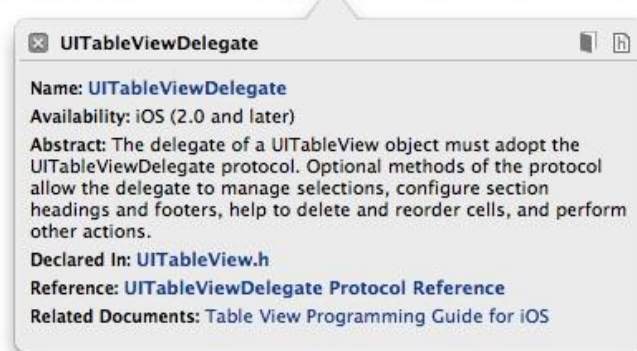 UITableViewDelegate
Name: UITableViewDelegate
Availability: iOS (2.0 and later)
Abstract: The delegate of a UITableView object must adopt the
UITableViewDelegate protocol. Optional methods of the protocol
allow the delegate to manage selections, configure section
headings and footers, help to delete and reorder cells, and perform
other actions.
Declared In: UITableView.h
Reference: UITableViewDelegate Protocol Reference
Related Documents: Table View Programming Guide for iOS